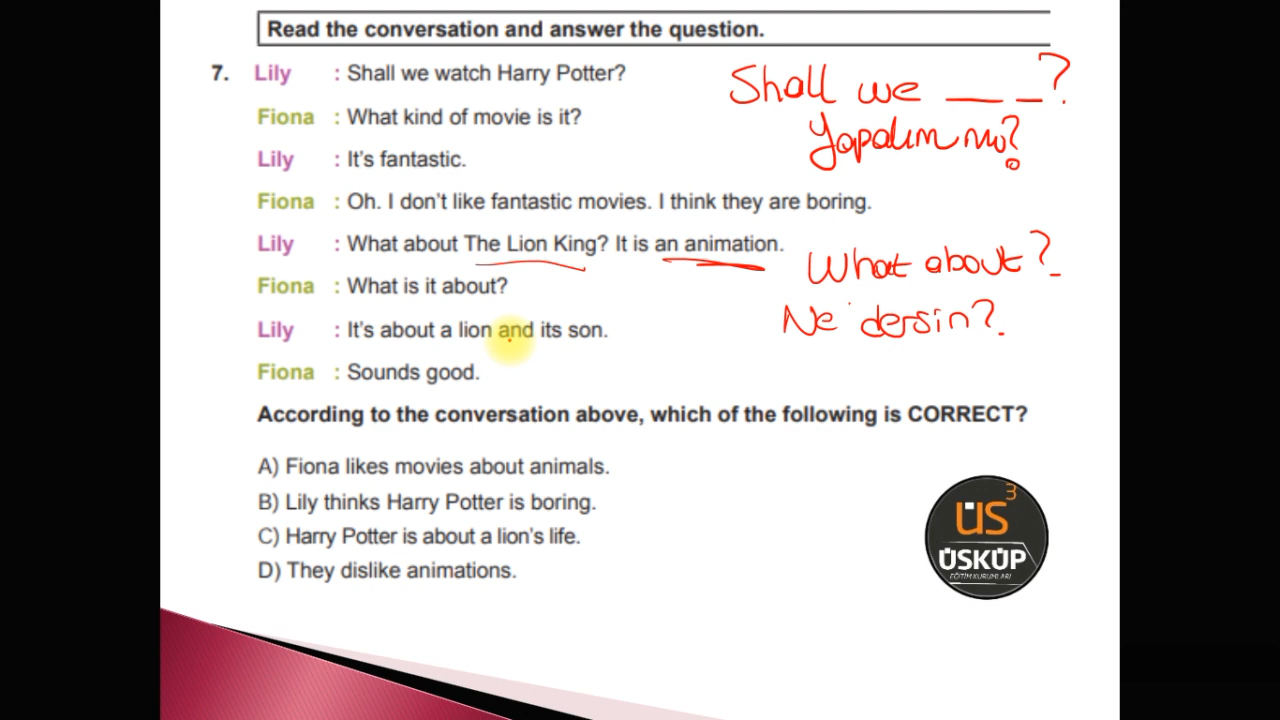 Read the conversation and answer the question.
7. Lily : Shall we watch Harry Potter?
Fiona : What kind of movie is it?
Lily : It's fantastic.
Fiona : Oh. I don't like fantastic movies. I think they are boring.
Lily : What about The Lion King? It is an animation.
Fiona : What is it about?
Lily : It's about a lion and its son.
Fiona : Sounds good.
According to the conversation above, which of the following is CORRECT?
A) Fiona likes movies about animals.
B) Lily thinks Harry Potter is boring.
C) Harry Potter is about a lion's life.
D) They dislike animations.
Shall we ___ _?
Yapalım mı?
What about?
Ne dersin?
ÜS3
ÜSKÜP
EĞİTİM KURUMLARI